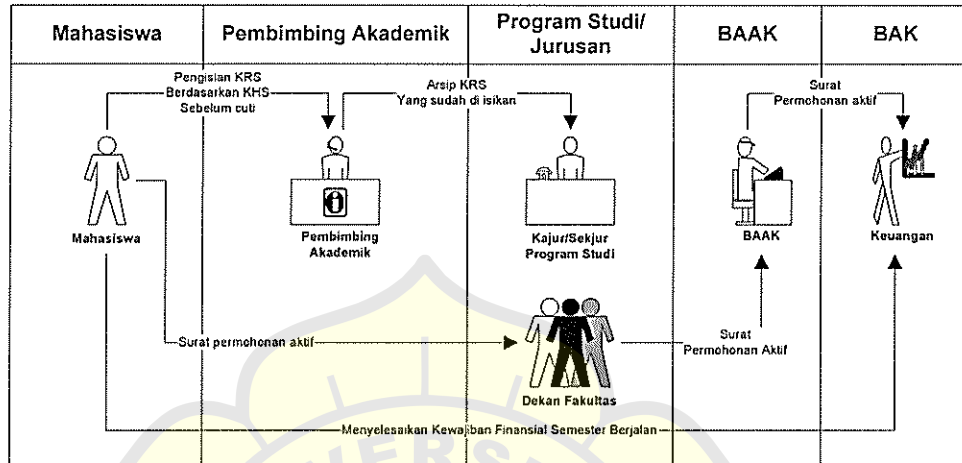 Mahasiswa
Pembimbing Akademik
Program Studi/
Jurusan
BAAK
BAK
Pengisian KRS
Berdasarkan KHS
Sebelum cuti
Arsip KRS
Yang sudah di isikan
Surat
Permohonan aktif
Mahasiswa
Pembimbing
Akademik
Kajur/Sekjur
Program Studi
BAAK
Keuangan
Surat permohonan aktif
Surat
Permohonan Aktif
Dekan Fakultas
Menyelesaikan Kewajiban Finansial Semester Berjalan